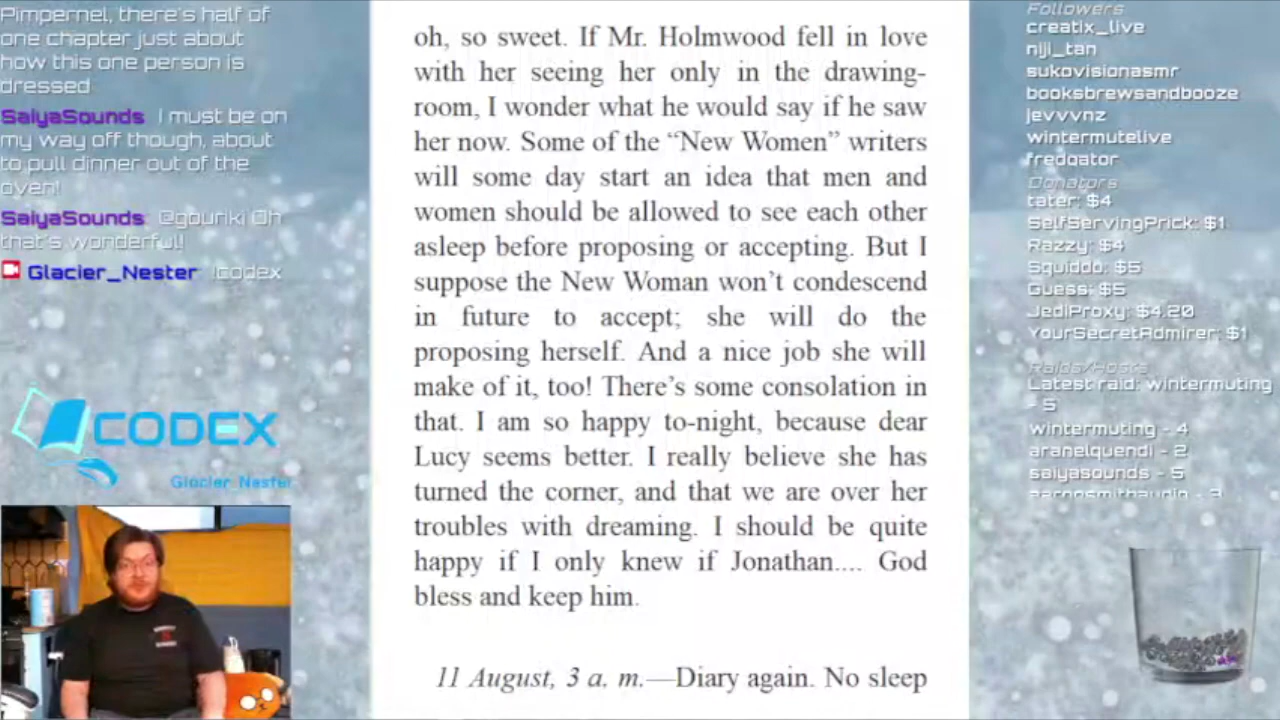 Pimpernel, there's half of
one chapter just about
how this one person is
dressed
SaiyaSounds: I must be on
my way off though, about
to pull dinner out of the
oven!
SaiyaSounds: @gouriki Oh
that's wonderful!
Glacier_Nester: !codex
CODEX
Glacier_Nester
oh, so sweet. If Mr. Holmwood fell in love
with her seeing her only in the drawing-
room, I wonder what he would say if he saw
her now. Some of the “New Women” writers
will some day start an idea that men and
women should be allowed to see each other
asleep before proposing or accepting. But I
suppose the New Woman won’t condescend
in future to accept; she will do the
proposing herself. And a nice job she will
make of it, too! There’s some consolation in
that. I am so happy to-night, because dear
Lucy seems better. I really believe she has
turned the corner, and that we are over her
troubles with dreaming. I should be quite
happy if I only knew if Jonathan.... God
bless and keep him.
11 August, 3 a. m.—Diary again. No sleep
Followers
creatix_live
niji_tan
sukovisionasmr
booksbrewsandbooze
jevvvnz
wintermutelive
fredgator
Donators
tater: $4
SelfServingPrick: $1
Razzy: $4
Squiddo: $5
Guess: $5
JediProxy: $4.20
YourSecretAdmirer: $1
Raids/Hosts
Latest raid: wintermuting
- 5
wintermuting - 4
aranelquendi - 2
saiyasounds - 5